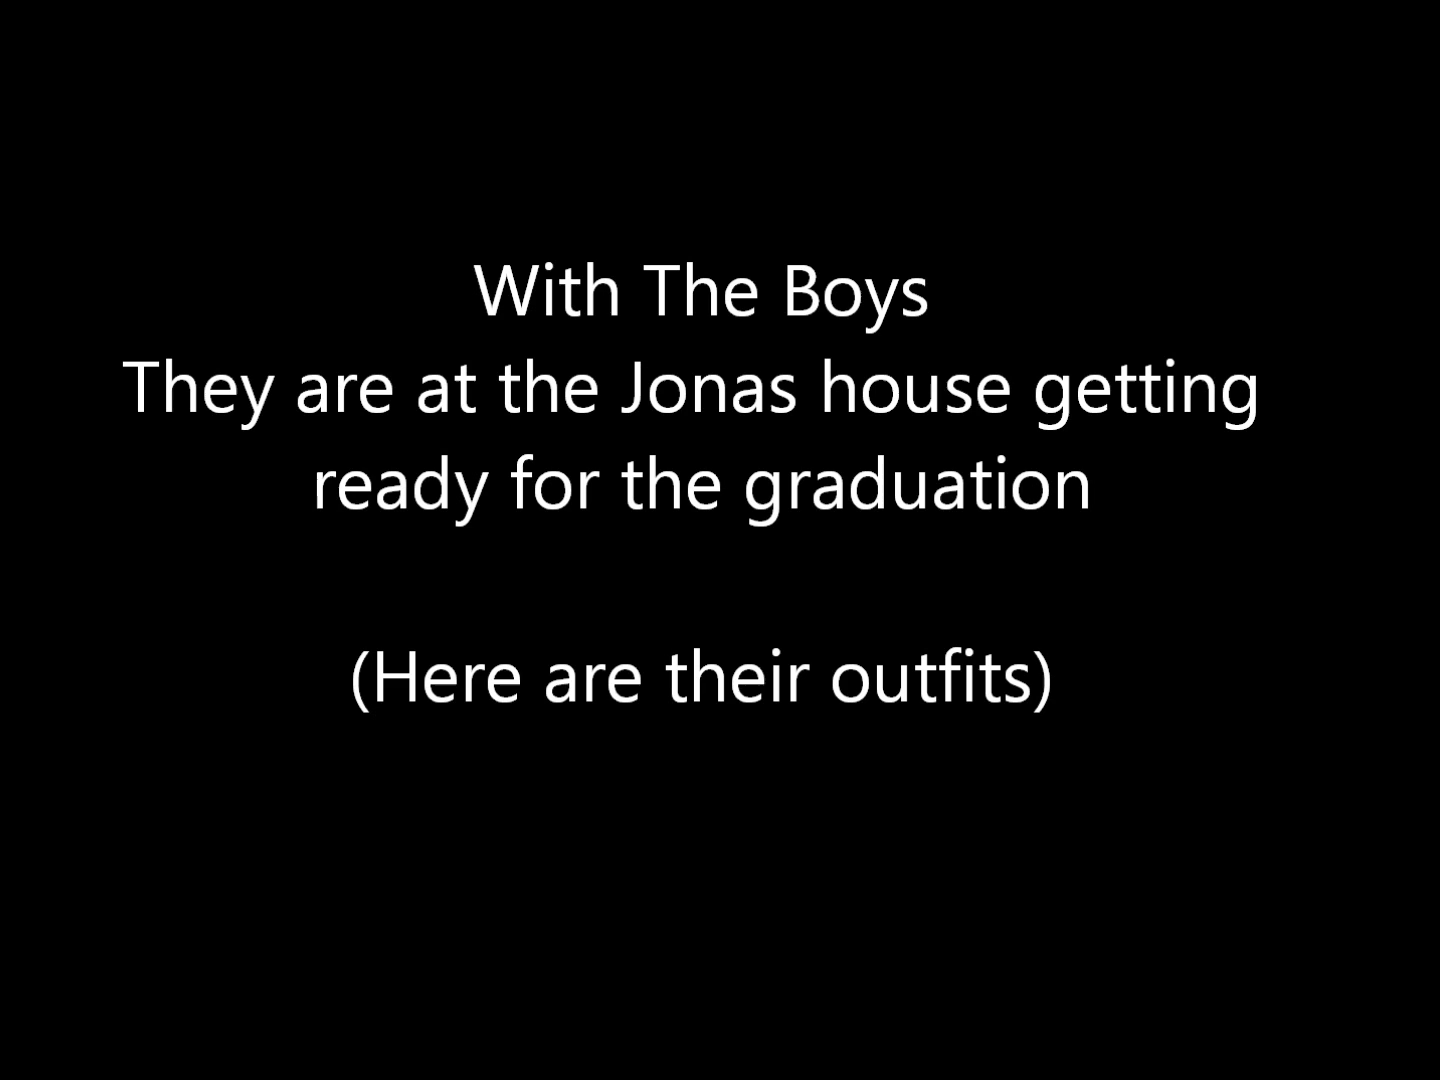 With The Boys
They are at the Jonas house getting
ready for the graduation
(Here are their outfits)